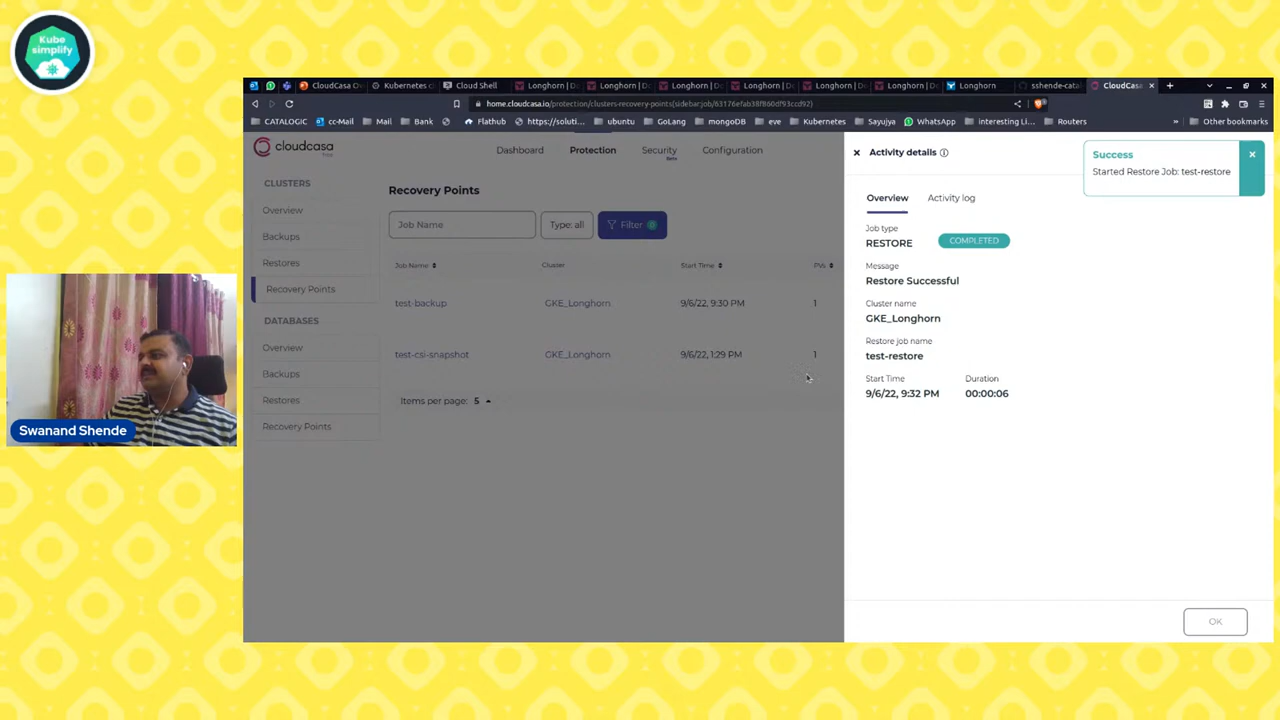 Kube
simplify
CloudCasa Ov
Kubernetes c
Cloud Shell
Longhorn | D
Longhorn | D
Longhorn | D
Longhorn | D
Longhorn | D
Longhorn | D
Longhorn
sshende-catal
CloudCasa
home.cloudcasa.io/protection/clusters-recovery-points(sidebar:job/63176efab38f860df93ccd92)
CATALOGIC
cc-Mail
Mail
Bank
Flathub
https://soluti...
ubuntu
GoLang
mongoDB
eve
Kubernetes
Sayujya
WhatsApp
interesting Li...
Routers
»
Other bookmarks
cloudcasa
Dashboard
Protection
Security
Beta
Configuration
CLUSTERS
Overview
Backups
Restores
Recovery Points
DATABASES
Overview
Backups
Restores
Recovery Points
Recovery Points
Job Name
Type: all
Filter
Job Name
Cluster
Start Time
PVs
test-backup
GKE_Longhorn
9/6/22, 9:30 PM
1
test-csi-snapshot
GKE_Longhorn
9/6/22, 1:29 PM
1
Items per page: 5
Activity details
Success
Started Restore Job: test-restore
Overview
Activity log
Job type
RESTORE
COMPLETED
Message
Restore Successful
Cluster name
GKE_Longhorn
Restore job name
test-restore
Start Time
Duration
9/6/22, 9:32 PM
00:00:06
OK
Swanand Shende